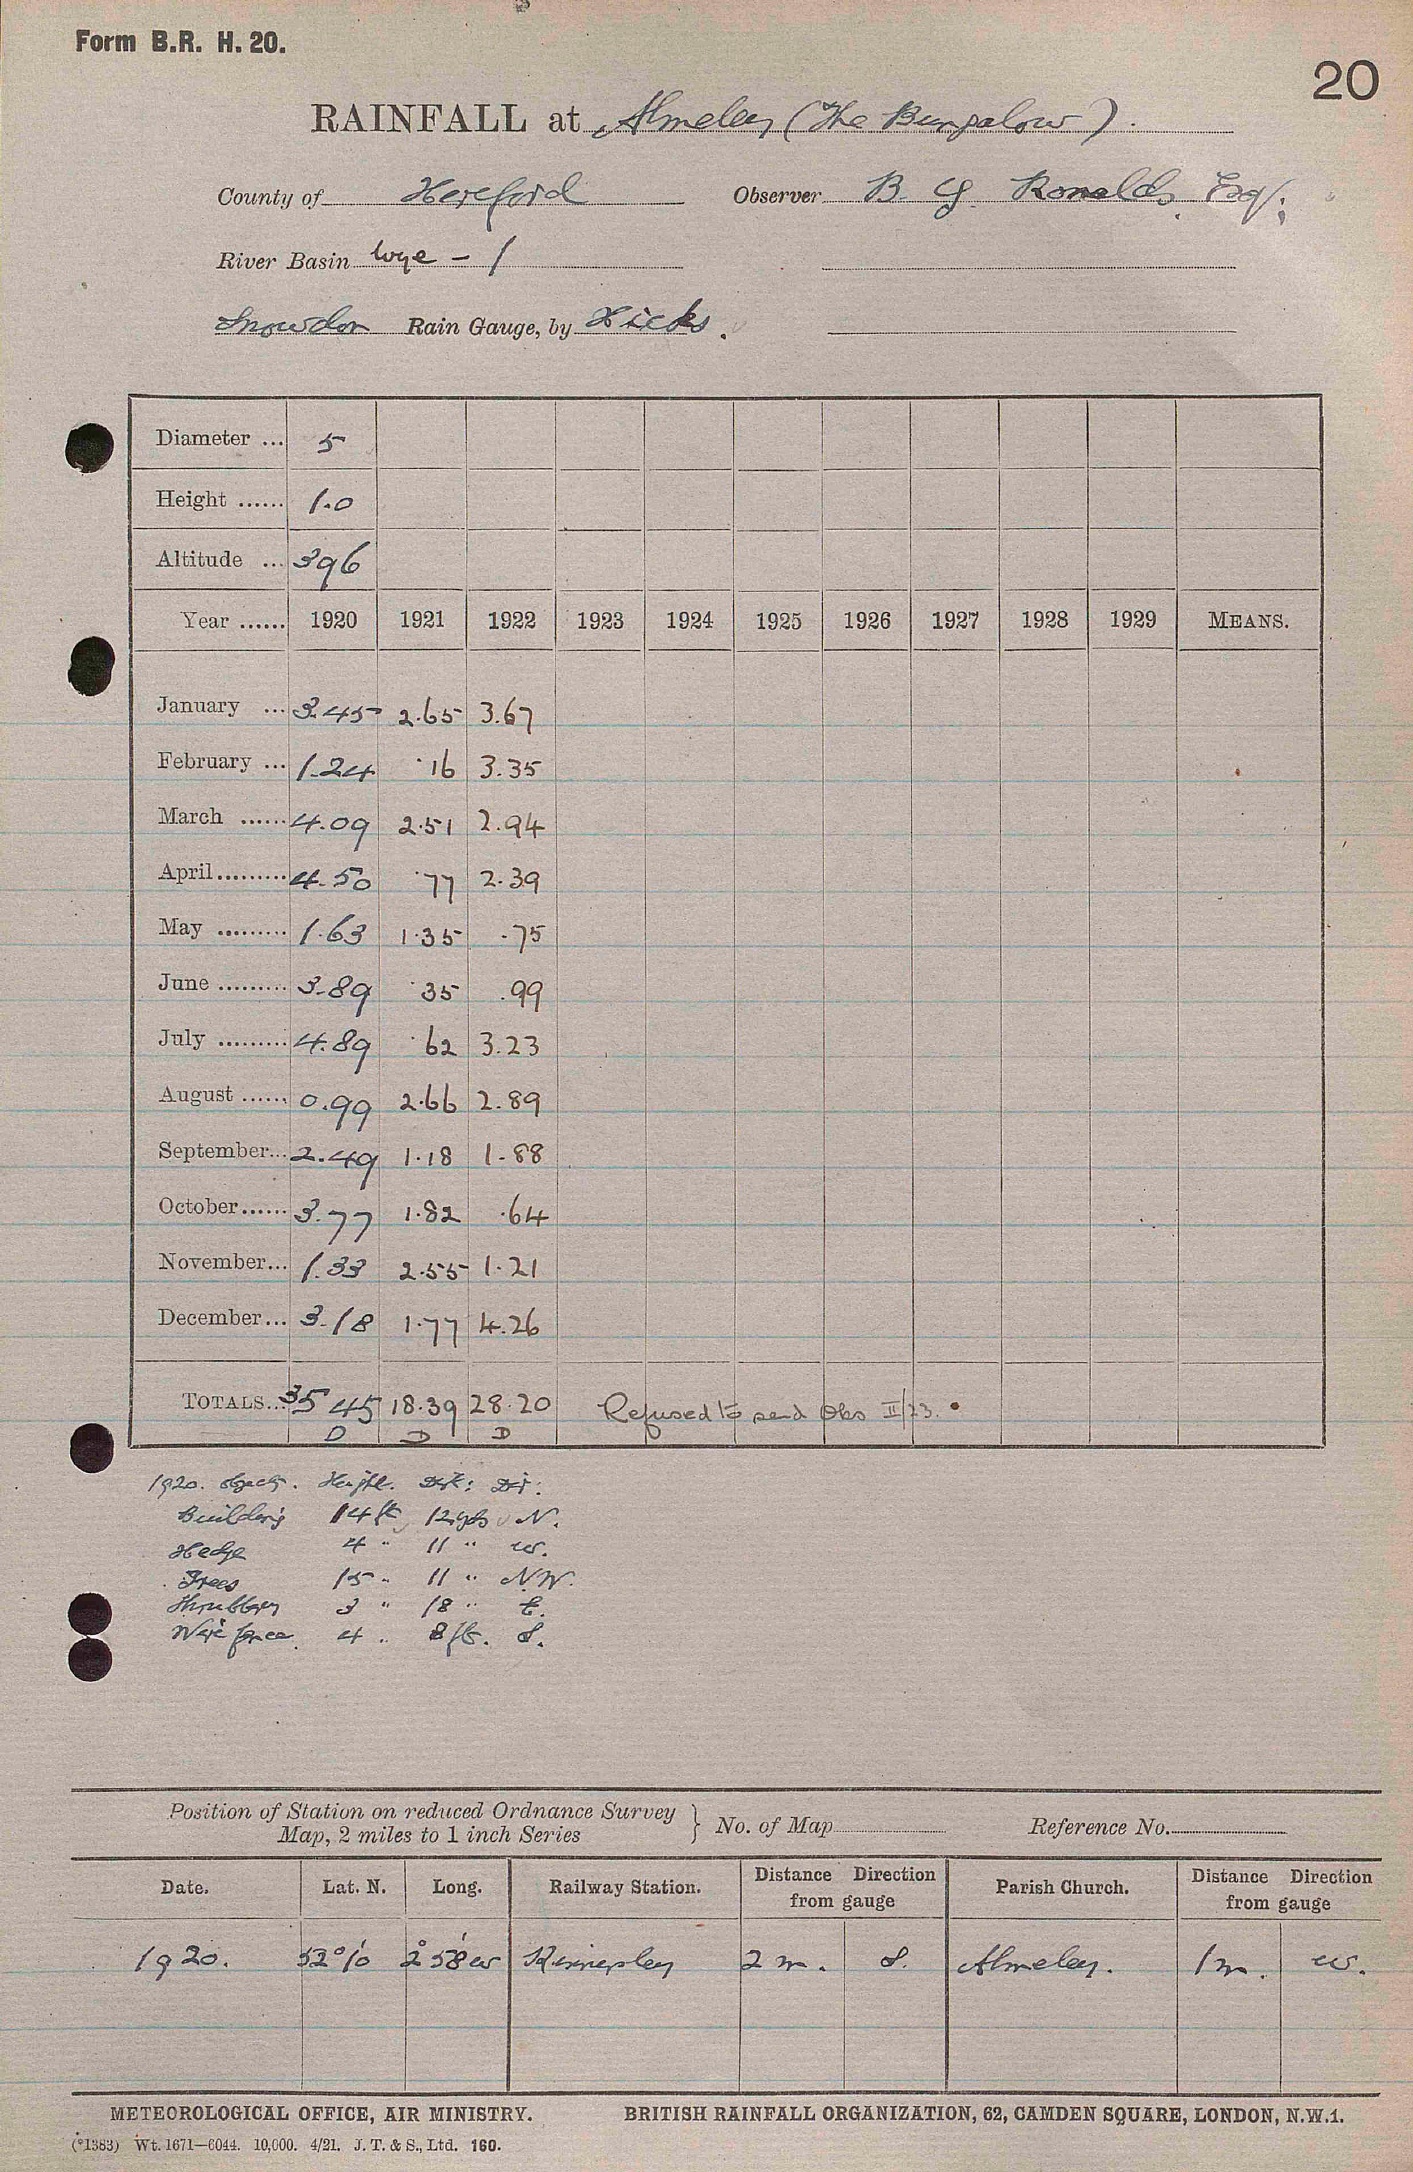 Form B.R. H. 20.
20
RAINFALL at Almeley (The Bungalow).
County of Hereford Observer B. G. Ronalds, Esq.
River Basin Wye - 1
Snowdon Rain Gauge, by Hicks.
Diameter ... 5
Height ...... 1.0
Altitude ... 396
Year ...... 1920 1921 1922 1923 1924 1925 1926 1927 1928 1929 MEANS.
January ... 3.45 2.65 3.67
February ... 1.24 .16 3.35
March ...... 4.09 2.51 2.94
April ......... 4.50 .77 2.39
May ......... 1.63 1.35 .75
June ......... 3.89 .35 .99
July ......... 4.89 .62 3.23
August ...... 0.99 2.66 2.89
September... 2.49 1.18 1.88
October...... 3.77 1.82 .64
November... 1.33 2.55 1.21
December... 3.18 1.77 4.26
TOTALS... 35 45 18.39 28.20 Refused to send Obs II/23.
D D D
1920. Objects. Height. Dist: Dir:
Building 14 ft 12 yds N.
Hedge 4 " 11 " W.
Trees 15 " 11 " N.W.
Shrubbery 3 " 18 " E.
Wire fence. 4 " 8 ft. S.
Position of Station on reduced Ordnance Survey
Map, 2 miles to 1 inch Series } No. of Map Reference No.
Date. Lat. N. Long. Railway Station. Distance Direction from gauge Parish Church. Distance Direction from gauge
1920. 52° 10' 2° 58' W Kinnersley 2 m. S. Almeley. 1 m. W.
METEOROLOGICAL OFFICE, AIR MINISTRY. BRITISH RAINFALL ORGANIZATION, 62, CAMDEN SQUARE, LONDON, N.W.1.
(*1383) Wt. 1671—6044. 10,000. 4/21. J. T. & S., Ltd. 160.